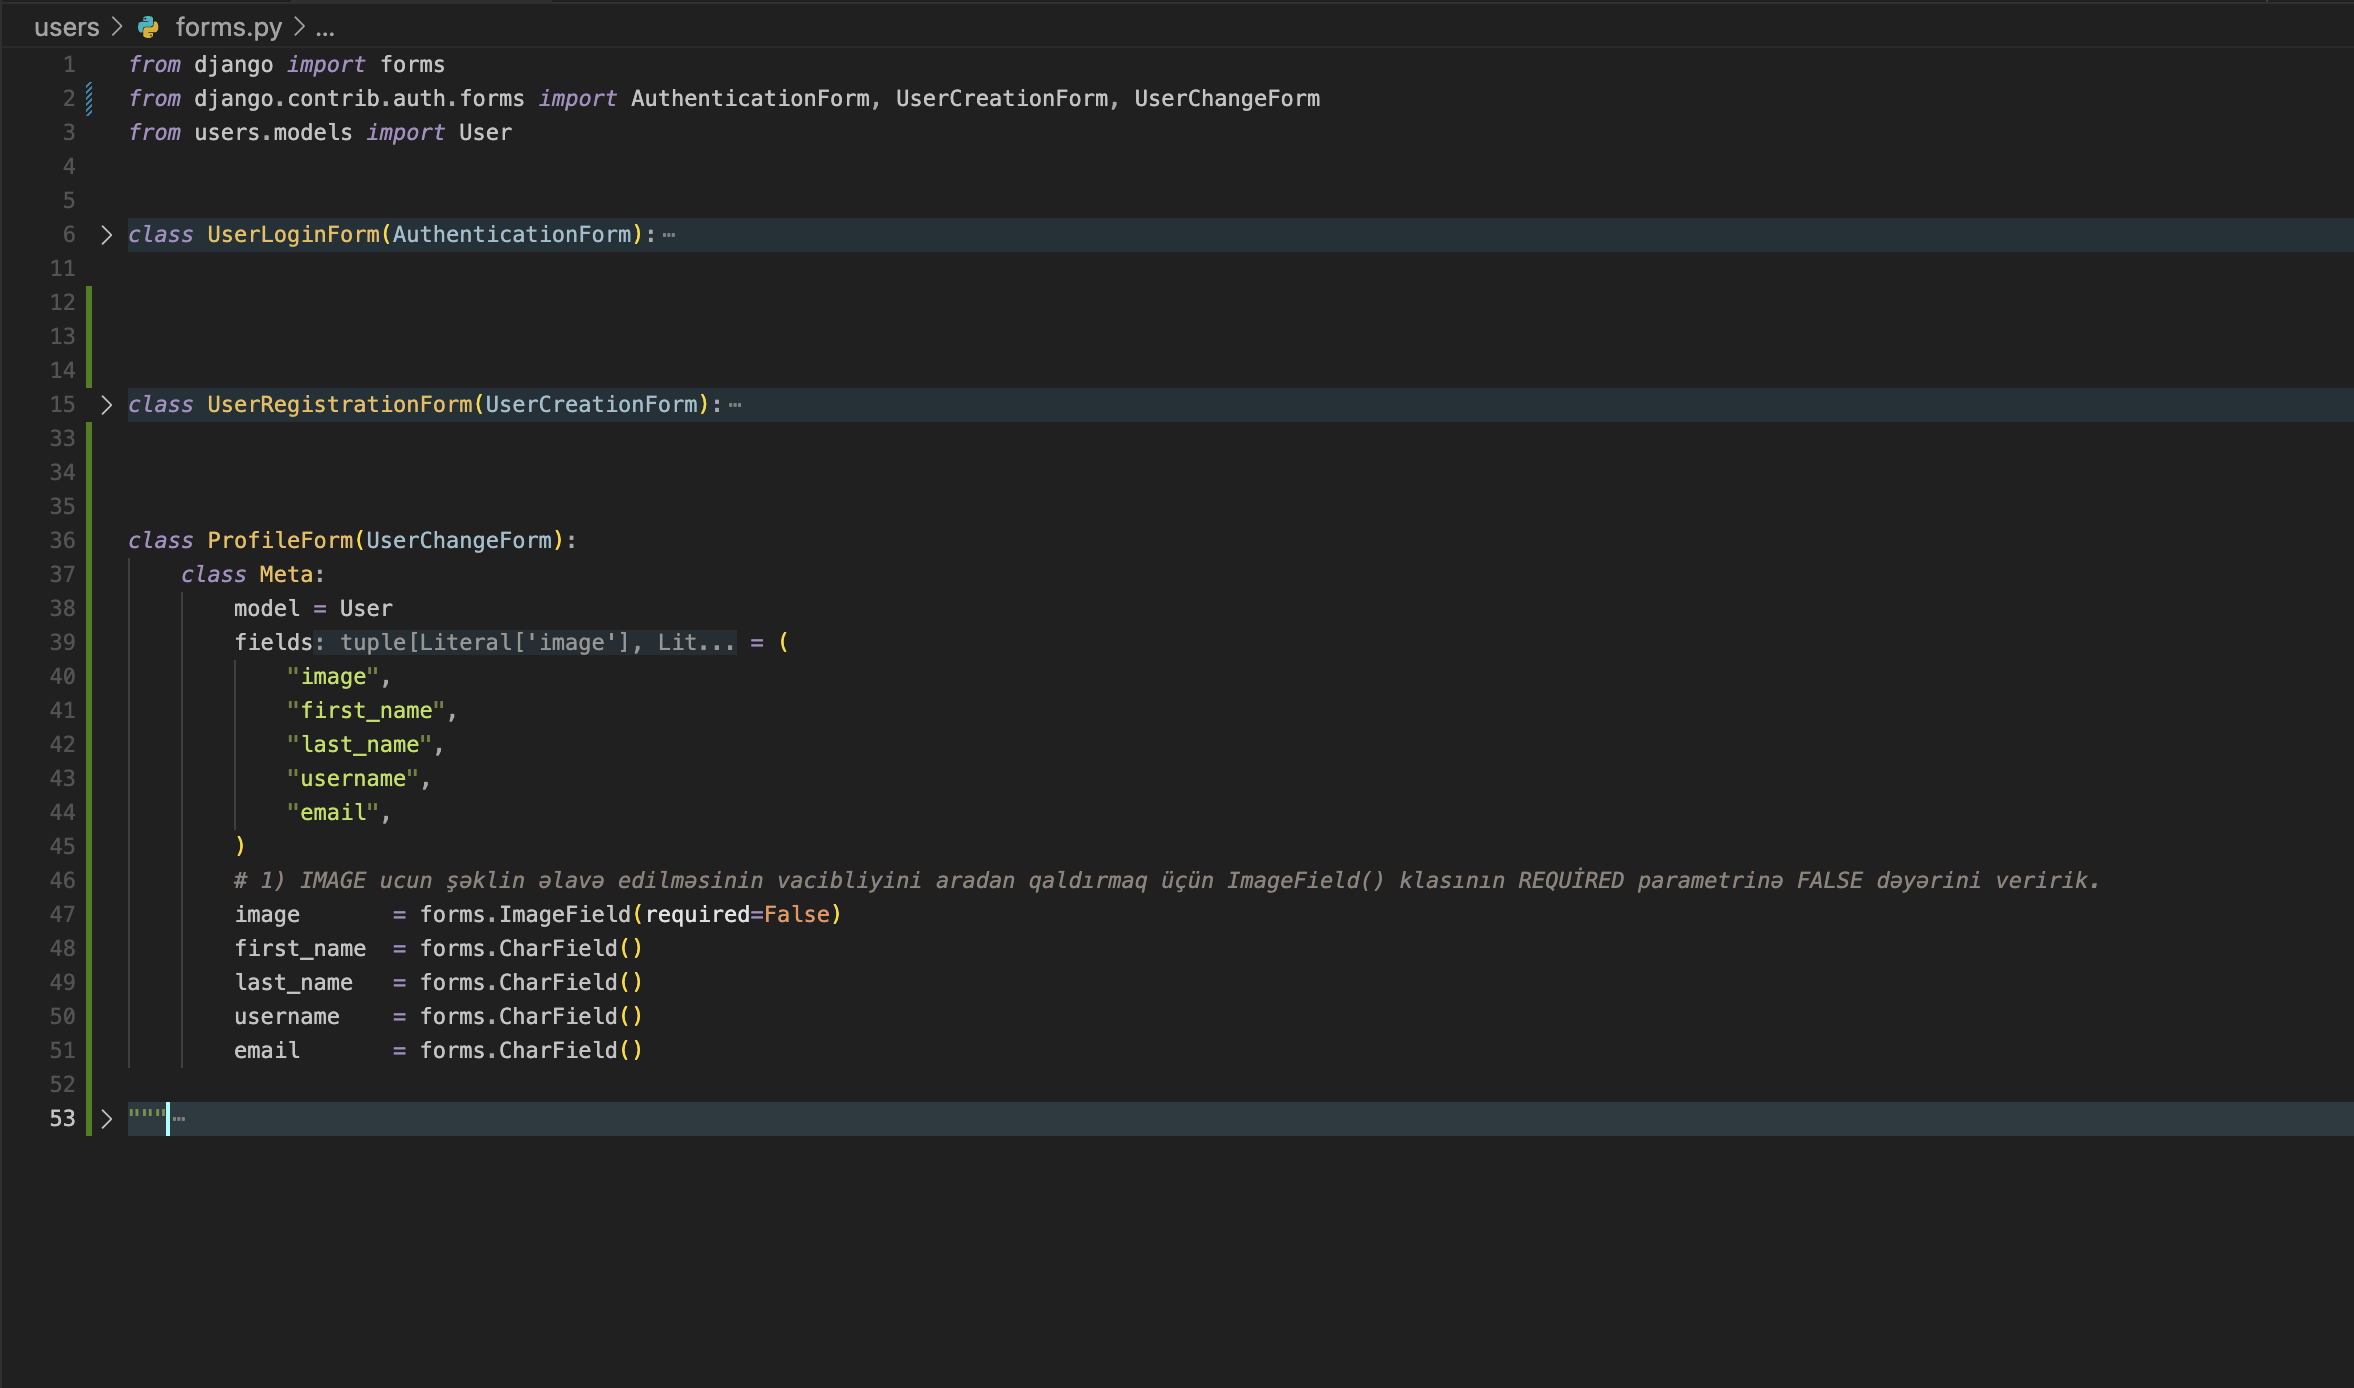 users > forms.py > ...
1 from django import forms
2 from django.contrib.auth.forms import AuthenticationForm, UserCreationForm, UserChangeForm
3 from users.models import User
4
5
6 class UserLoginForm(AuthenticationForm): ⋯
11
12
13
14
15 class UserRegistrationForm(UserCreationForm): ⋯
33
34
35
36 class ProfileForm(UserChangeForm):
37     class Meta:
38         model = User
39         fields: tuple[Literal['image'], Lit... = (
40             "image",
41             "first_name",
42             "last_name",
43             "username",
44             "email",
45         )
46         # 1) IMAGE ucun şəklin əlavə edilməsinin vacibliyini aradan qaldırmaq üçün ImageField() klasının REQUİRED parametrinə FALSE dəyərini veririk.
47         image       = forms.ImageField(required=False)
48         first_name  = forms.CharField()
49         last_name   = forms.CharField()
50         username    = forms.CharField()
51         email       = forms.CharField()
52
53 """ ⋯